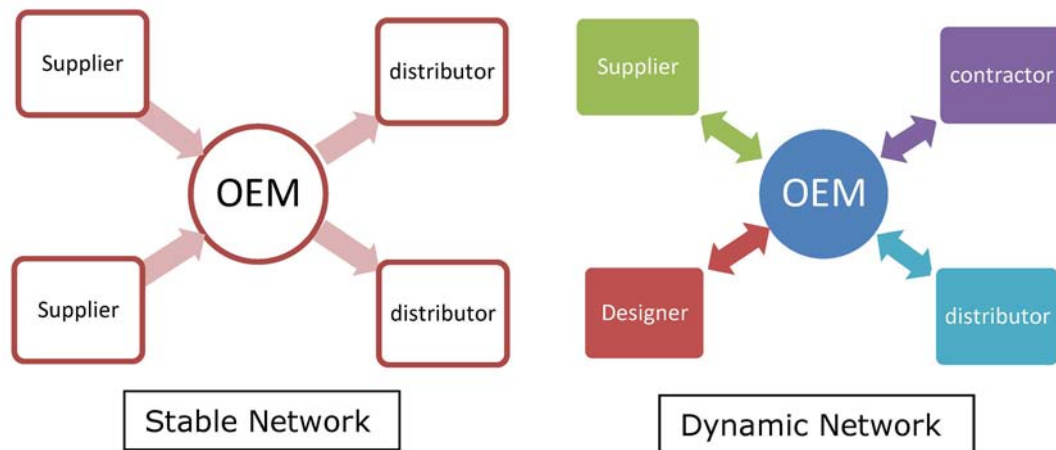 Supplier
distributor
OEM
Supplier
distributor
Stable Network
Supplier
contractor
OEM
Designer
distributor
Dynamic Network